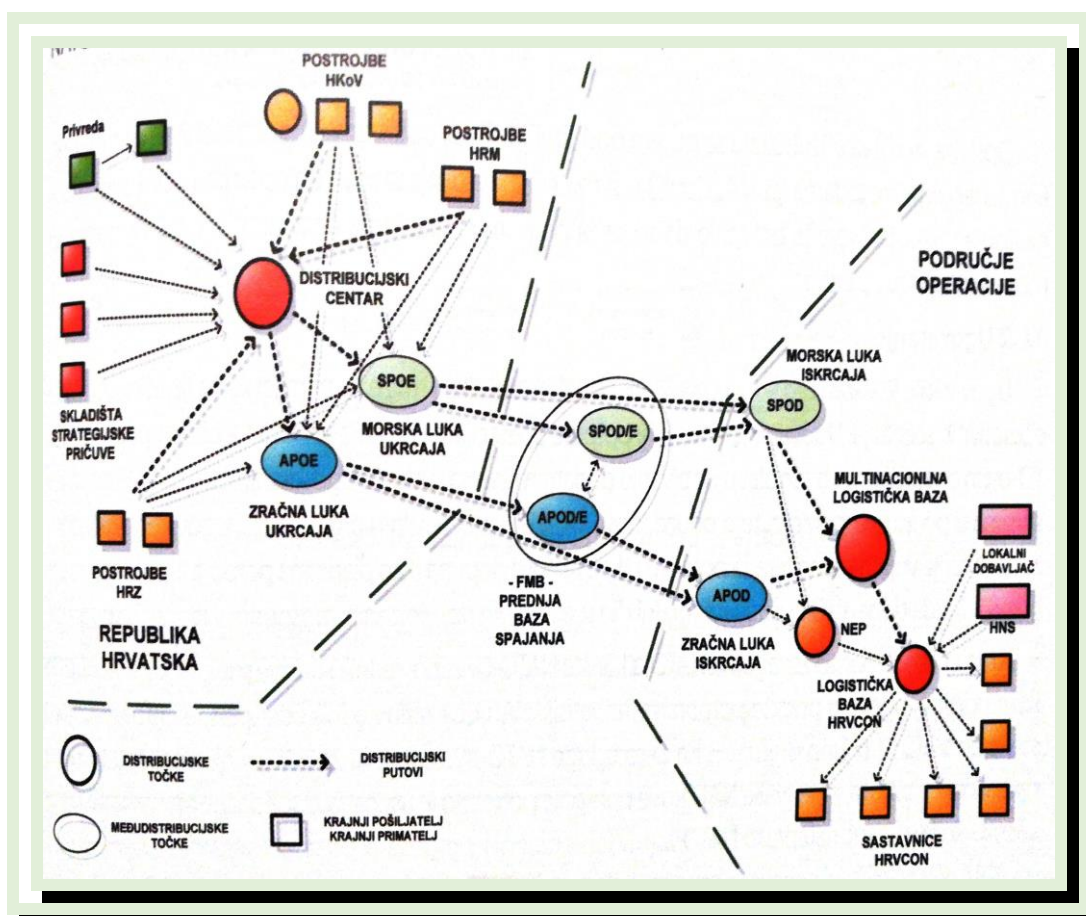 POSTROJBE
HKoV
Privreda
POSTROJBE
HRM
PODRUČJE
OPERACIJE
DISTRIBUCIJSKI
CENTAR
MORSKA LUKA
ISKRCAJA
SPOE
SPOD
SKLADIŠTA
STRATEGIJSKE
PRIČUVE
MORSKA LUKA
UKRCAJA
SPOD/E
APOE
MULTINACIONLNA
LOGISTIČKA BAZA
ZRAČNA LUKA
UKRCAJA
APOD/E
LOKALNI
DOBAVLJAČ
POSTROJBE
HRZ
- FMB -
PREDNJA
BAZA
SPAJANJA
APOD
NEP
HNS
REPUBLIKA
HRVATSKA
ZRAČNA LUKA
ISKRCAJA
LOGISTIČKA
BAZA
HRVCON
DISTRIBUCIJSKE
TOČKE
DISTRIBUCIJSKI
PUTOVI
MEĐUDISTRIBUCIJSKE
TOČKE
KRAJNJI POŠILJATELJ
KRAJNJI PRIMATELJ
SASTAVNICE
HRVCON